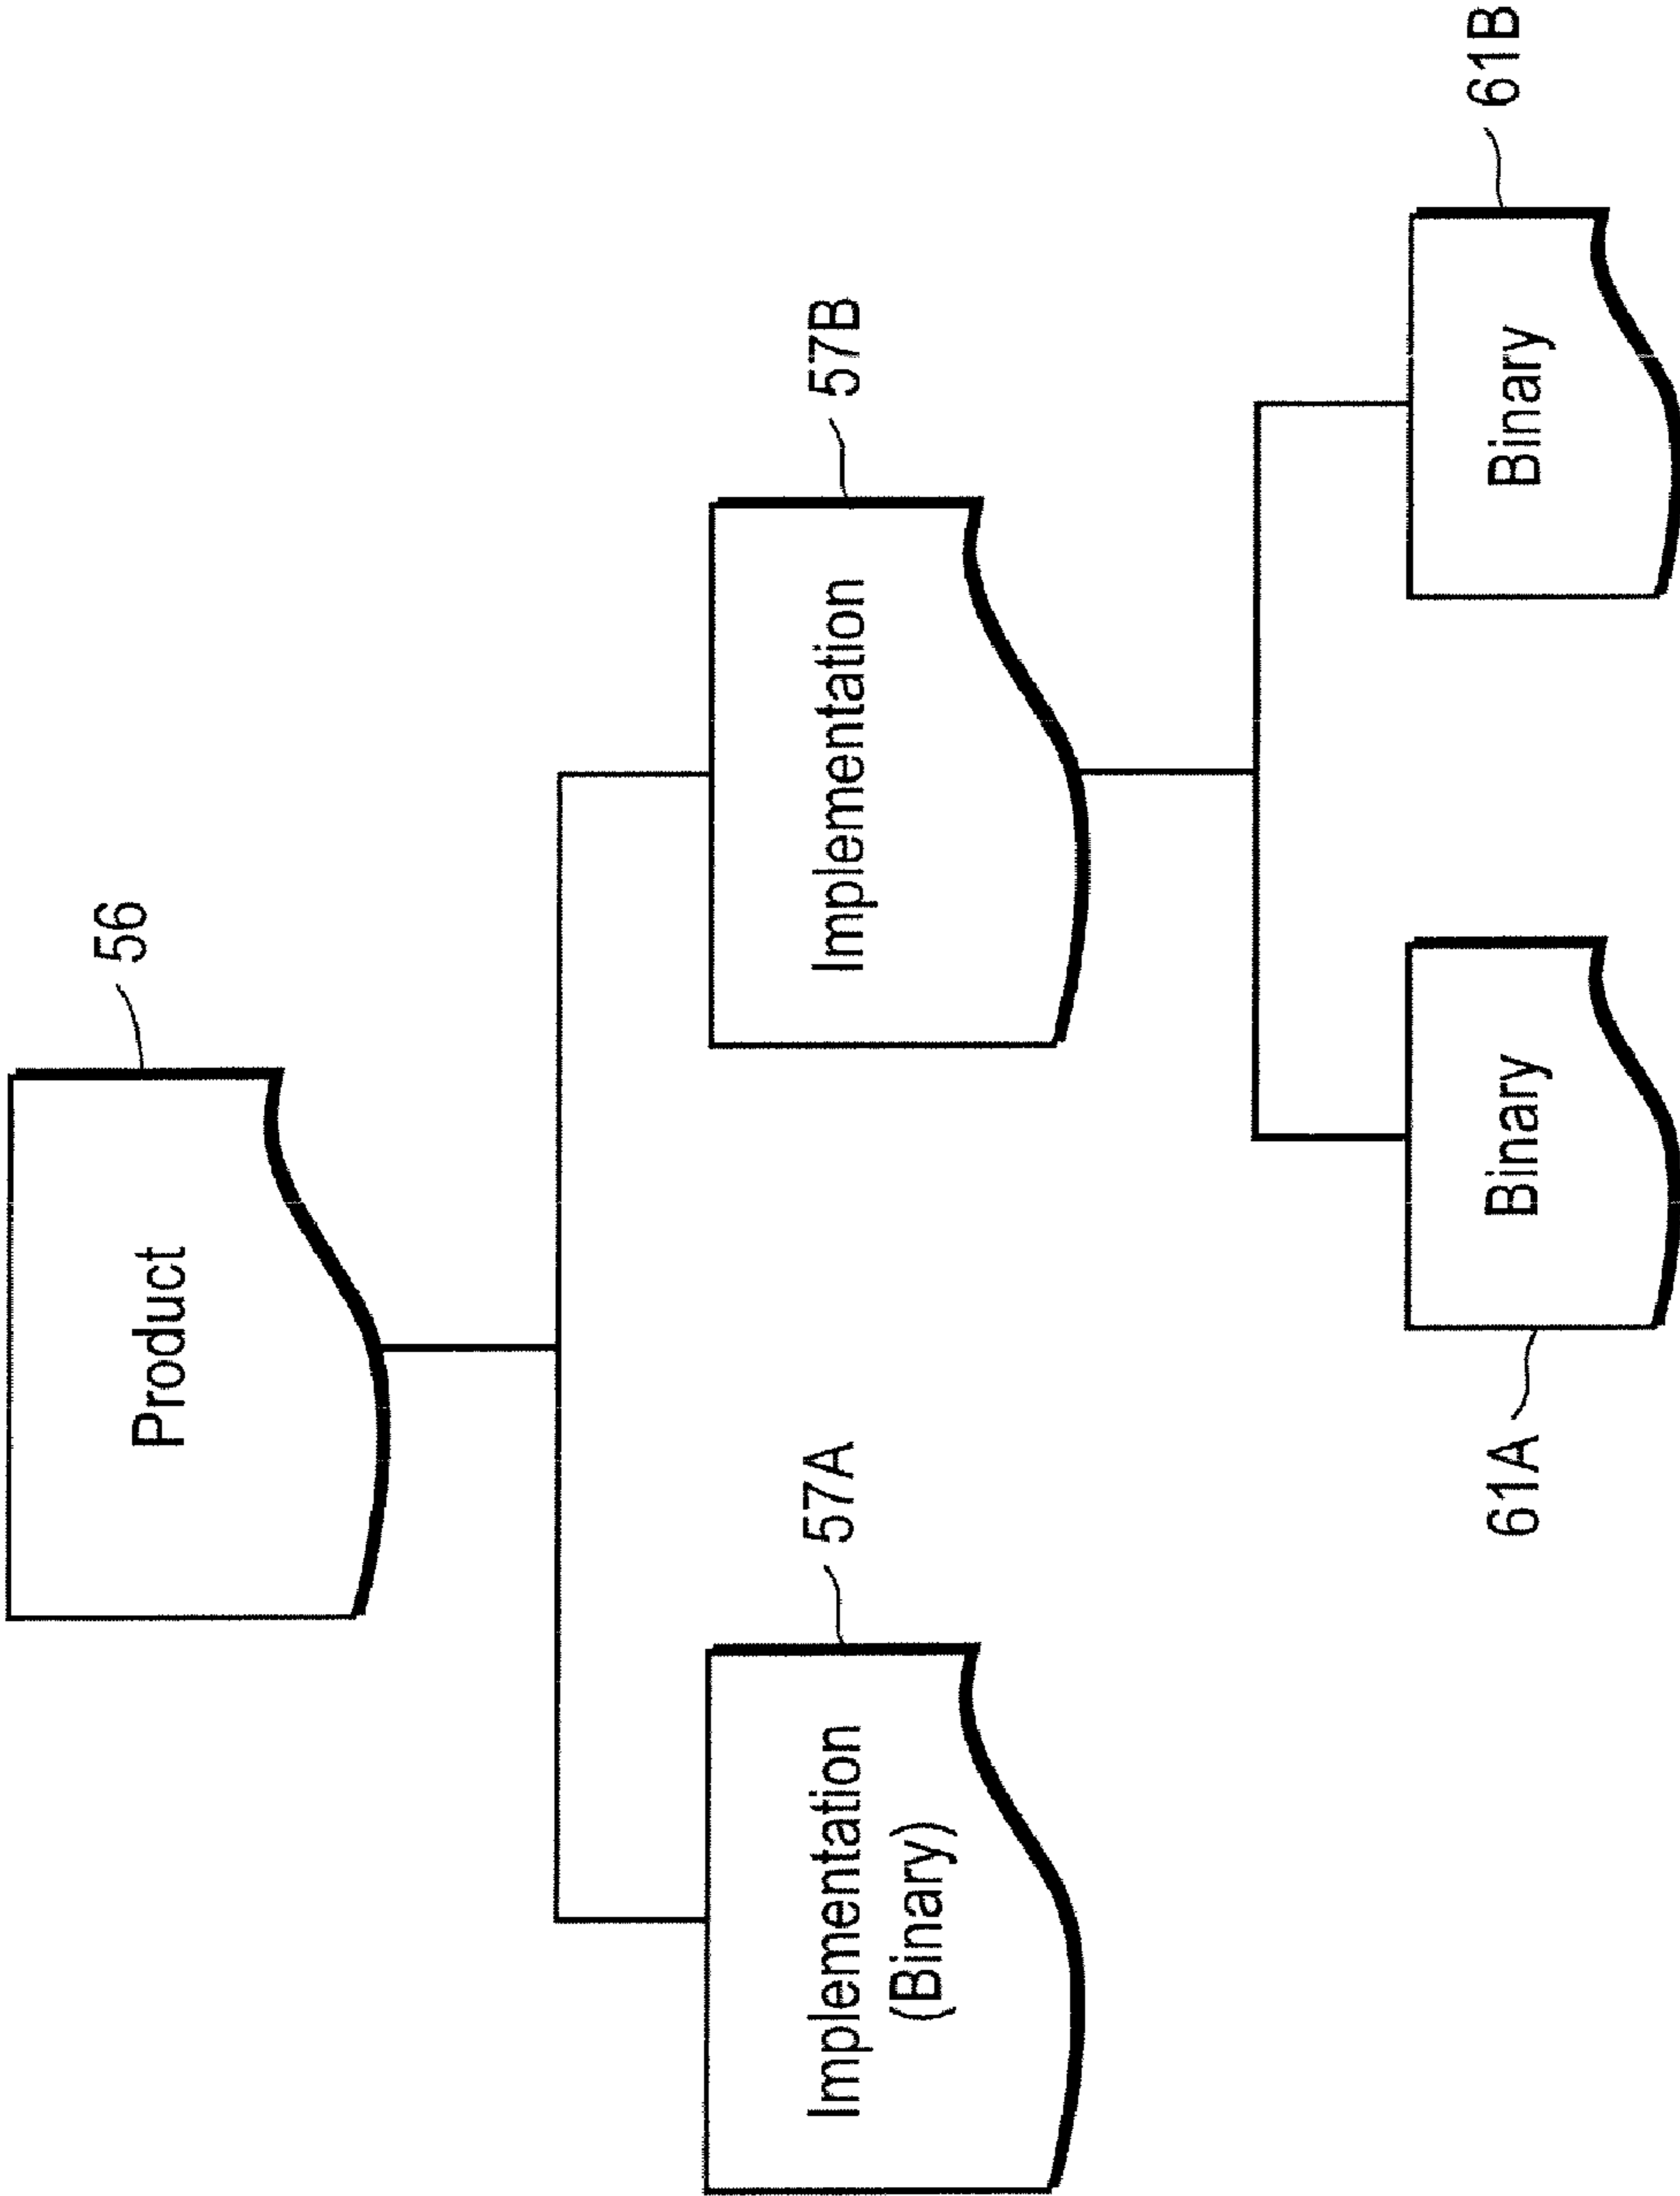 Product
56
Implementation
(Binary)
57A
Implementation
57B
Binary
61A
Binary
61B